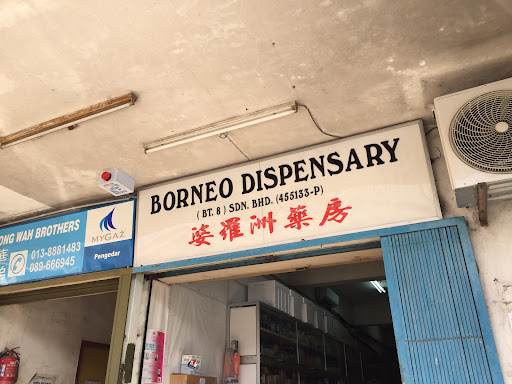 BORNEO DISPENSARY
( BT. 8 ) SDN. BHD. (455133-P)
婆羅洲藥房
ONG WAH BROTHERS
013-8881483
089-666945
MYGAZ
Pengedar